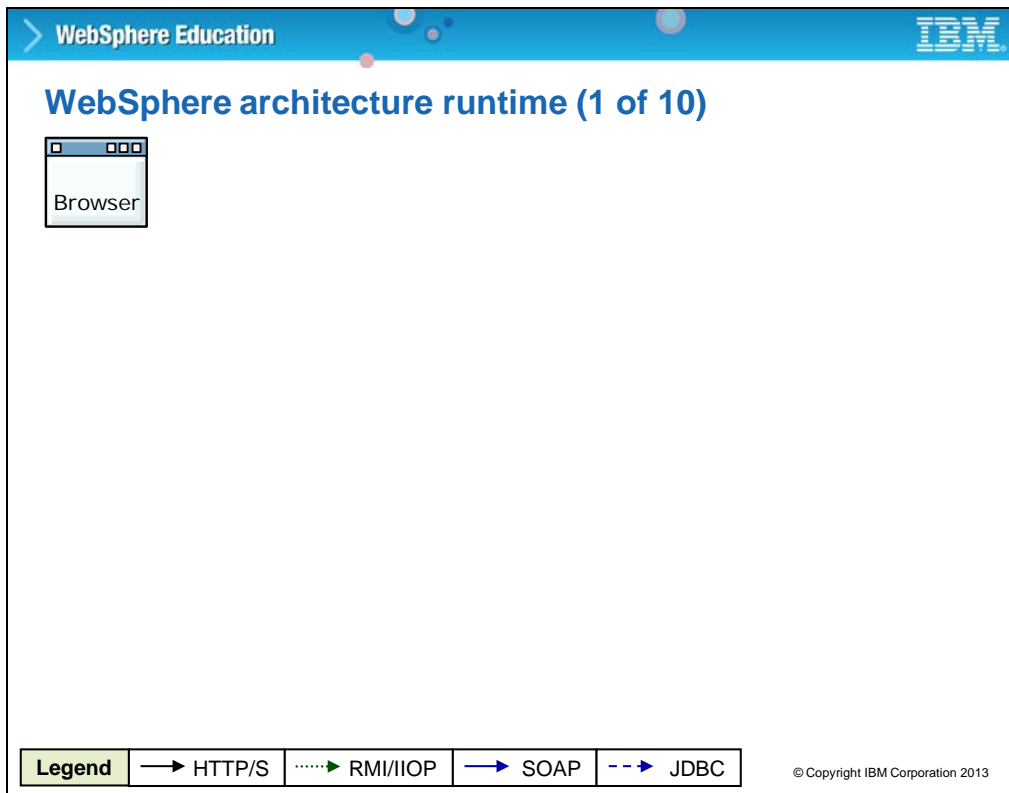 WebSphere Education
IBM.
WebSphere architecture runtime (1 of 10)
Browser
Legend HTTP/S RMI/IIOP SOAP JDBC
© Copyright IBM Corporation 2013